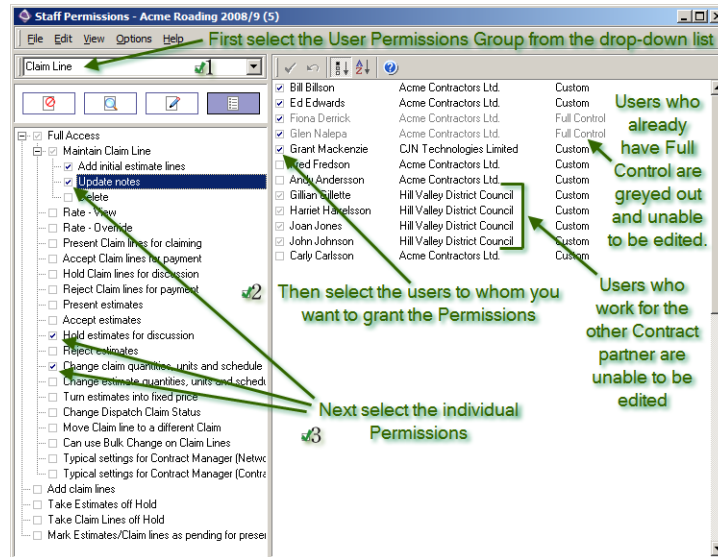 Staff Permissions - Acme Roading 2008/9 (5)
File Edit View Options Help
First select the User Permissions Group from the drop-down list
Claim Line
1
Full Access
Maintain Claim Line
Add initial estimate lines
Update notes
Delete
Rate - View
Rate - Override
Present Claim lines for claiming
Accept Claim lines for payment
Hold Claim lines for discussion
Reject Claim lines for payment
Present estimates
Accept estimates
Hold estimates for discussion
Reject estimates
Change claim quantities, units and schedule
Change estimate quantities, units and schedu
Turn estimates into fixed price
Change Dispatch Claim Status
Move Claim line to a different Claim
Can use Bulk Change on Claim Lines
Typical settings for Contract Manager (Netwo
Typical settings for Contract Manager (Contra
Add claim lines
Take Estimates off Hold
Take Claim Lines off Hold
Mark Estimates/Claim lines as pending for preser
Bill Billson Acme Contractors Ltd. Custom
Ed Edwards Acme Contractors Ltd. Custom
Fiona Derrick Acme Contractors Ltd. Full Control
Glen Nalepa Acme Contractors Ltd. Full Control
Grant Mackenzie CJN Technologies Limited Custom
Fred Fredson Acme Contractors Ltd. Custom
Andy Andersson Acme Contractors Ltd. Custom
Gillian Gillette Hill Valley District Council Custom
Harriet Harrelsson Hill Valley District Council Custom
Joan Jones Hill Valley District Council Custom
John Johnson Hill Valley District Council Custom
Carly Carlsson Acme Contractors Ltd. Custom
Users who
already
have Full
Control are
greyed out
and unable
to be edited.
2
Then select the users to whom you
want to grant the Permissions
Users who
work for the
other Contract
partner are
unable to be
edited
3
Next select the individual
Permissions